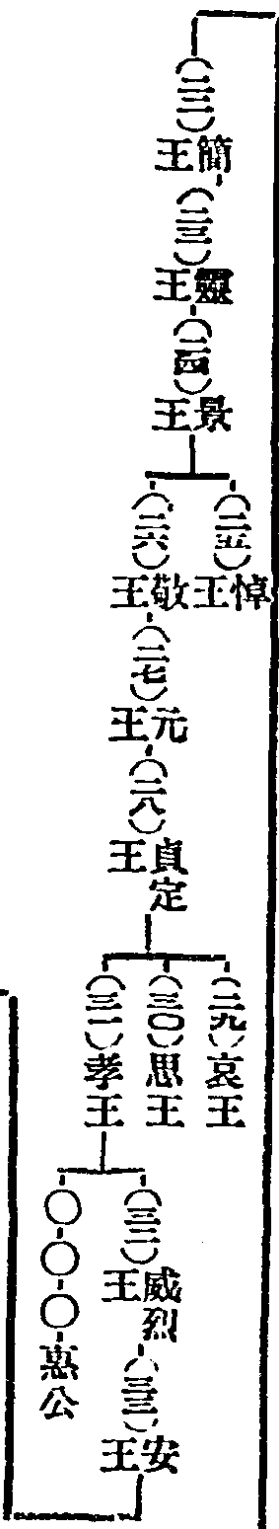 (二二)簡王
(二三)靈王
(二四)景王
(二五)悼王
(二六)敬王
(二七)元王
(二八)貞定王
(二九)哀王
(三〇)思王
(三一)孝王
(三二)威烈王
(三三)安王
〇〇〇惠公